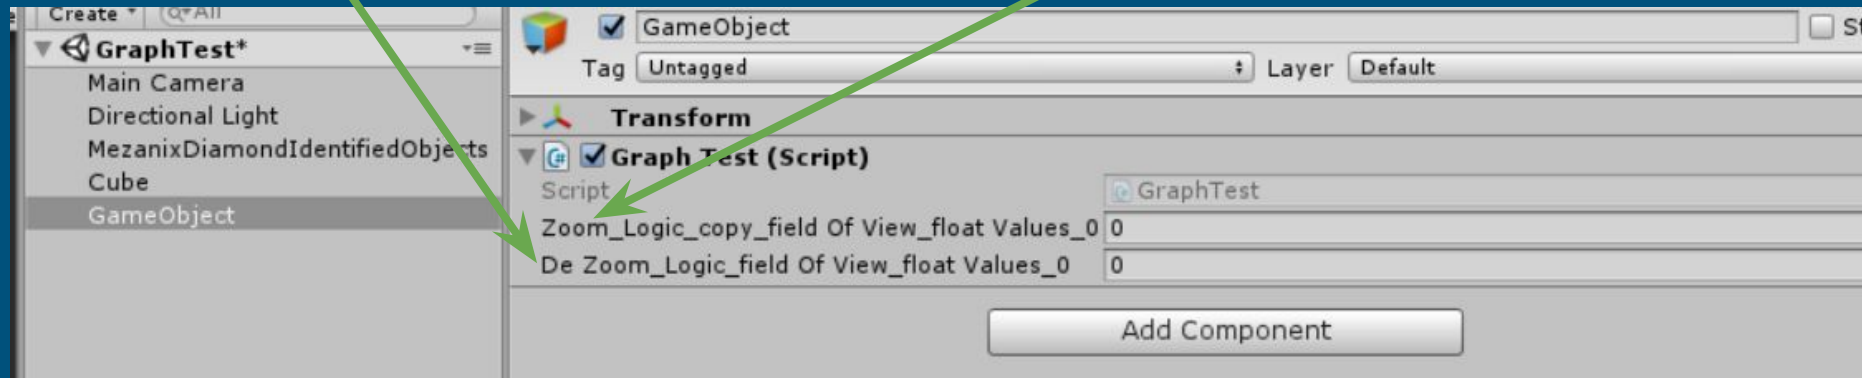 Create
All
GraphTest*
Main Camera
Directional Light
MezanixDiamondIdentifiedObjects
Cube
GameObject
GameObject
Tag Untagged Layer Default
Transform
Graph Test (Script)
Script GraphTest
Zoom_Logic_copy_field Of View_float Values_0 0
De Zoom_Logic_field Of View_float Values_0 0
Add Component